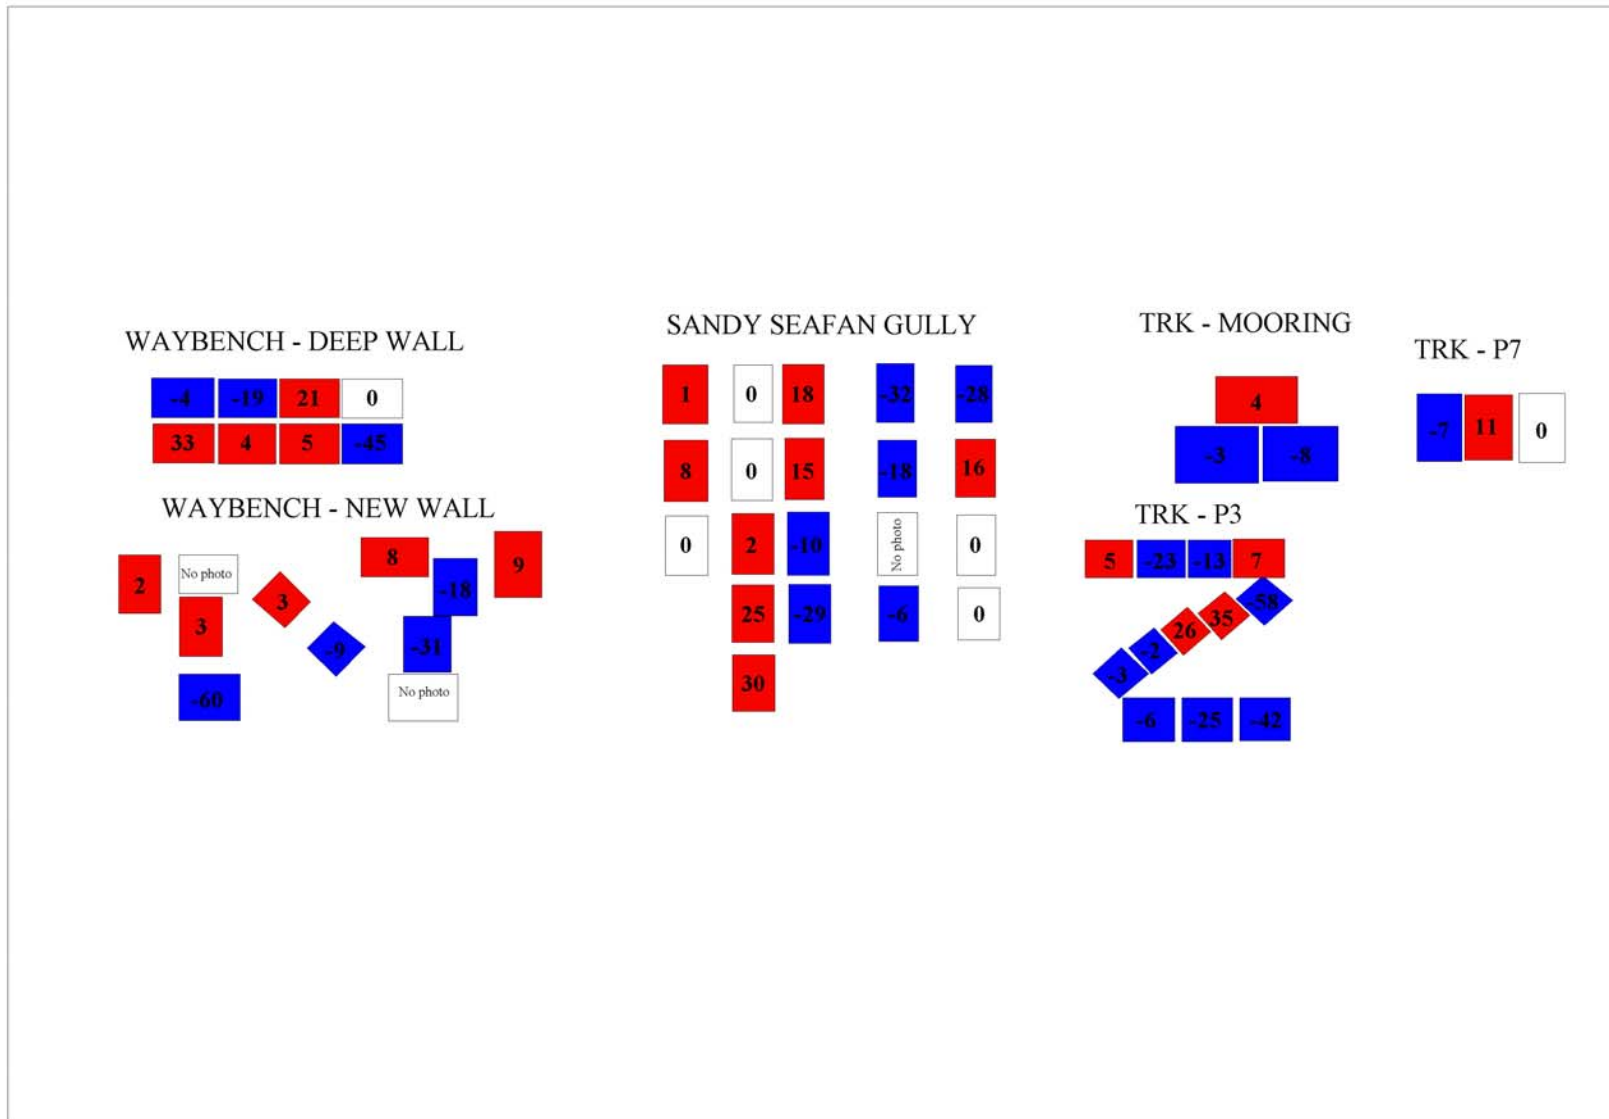 WAYBENCH - DEEP WALL
-4 -19 21 0
33 4 5 -45
WAYBENCH - NEW WALL
2
No photo
3
-60
3
-9
8
-18
-31
No photo
9
SANDY SEAFAN GULLY
1 0 18 -32 -28
8 0 15 -18 16
0 2 -10 No photo 0
25 -29 -6 0
30
TRK - MOORING
4
-3 -8
TRK - P7
-7 11 0
TRK - P3
5 -23 -13 7
-58
35
26
-2
-3
-6 -25 -42